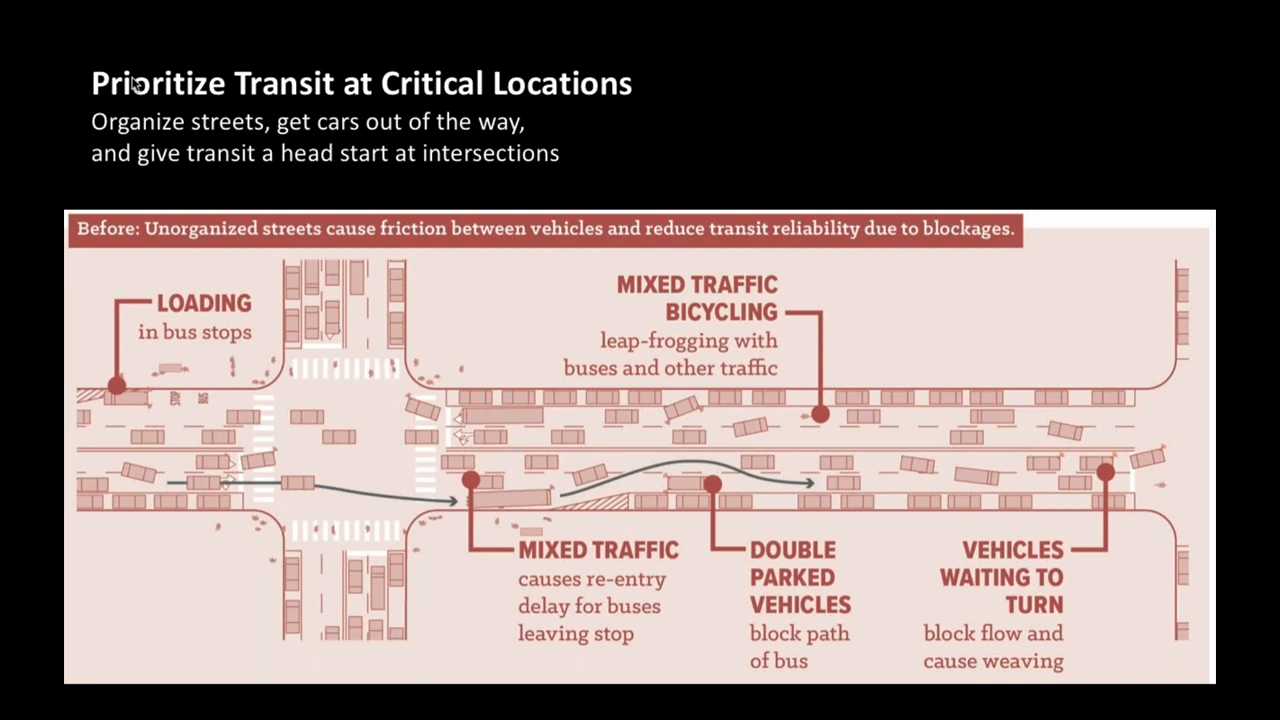 Prioritize Transit at Critical Locations
Organize streets, get cars out of the way,
and give transit a head start at intersections
Before: Unorganized streets cause friction between vehicles and reduce transit reliability due to blockages.
LOADING
in bus stops
MIXED TRAFFIC
BICYCLING
leap-frogging with
buses and other traffic
STOP
BUS
MIXED TRAFFIC
causes re-entry
delay for buses
leaving stop
DOUBLE
PARKED
VEHICLES
block path
of bus
VEHICLES
WAITING TO
TURN
block flow and
cause weaving